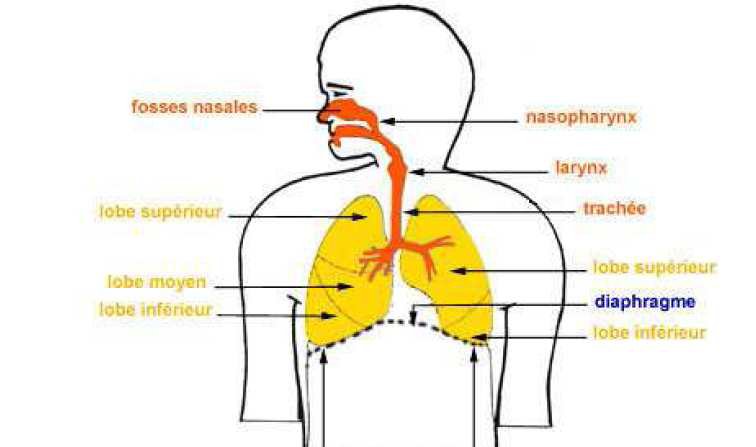 fosses nasales
nasopharynx
larynx
lobe supérieur
trachée
lobe supérieur
lobe moyen
diaphragme
lobe inférieur
lobe inférieur